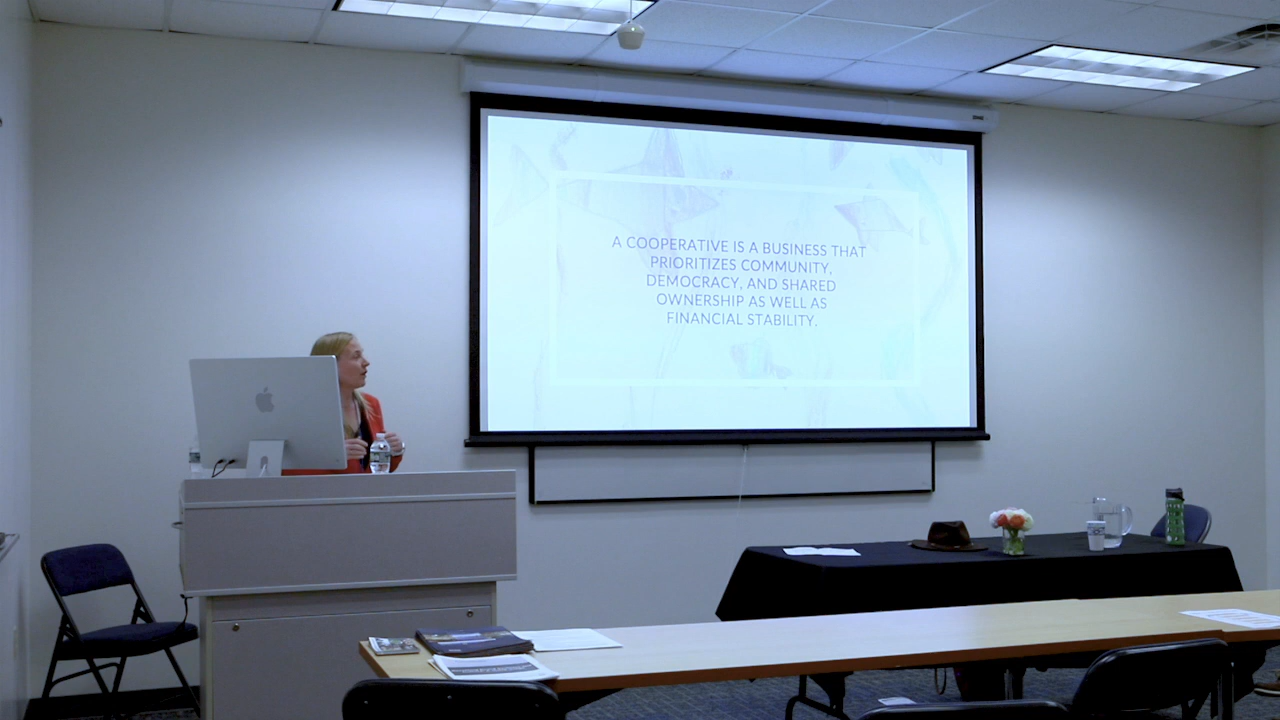 A COOPERATIVE IS A BUSINESS THAT
PRIORITIZES COMMUNITY,
DEMOCRACY, AND SHARED
OWNERSHIP AS WELL AS
FINANCIAL STABILITY.